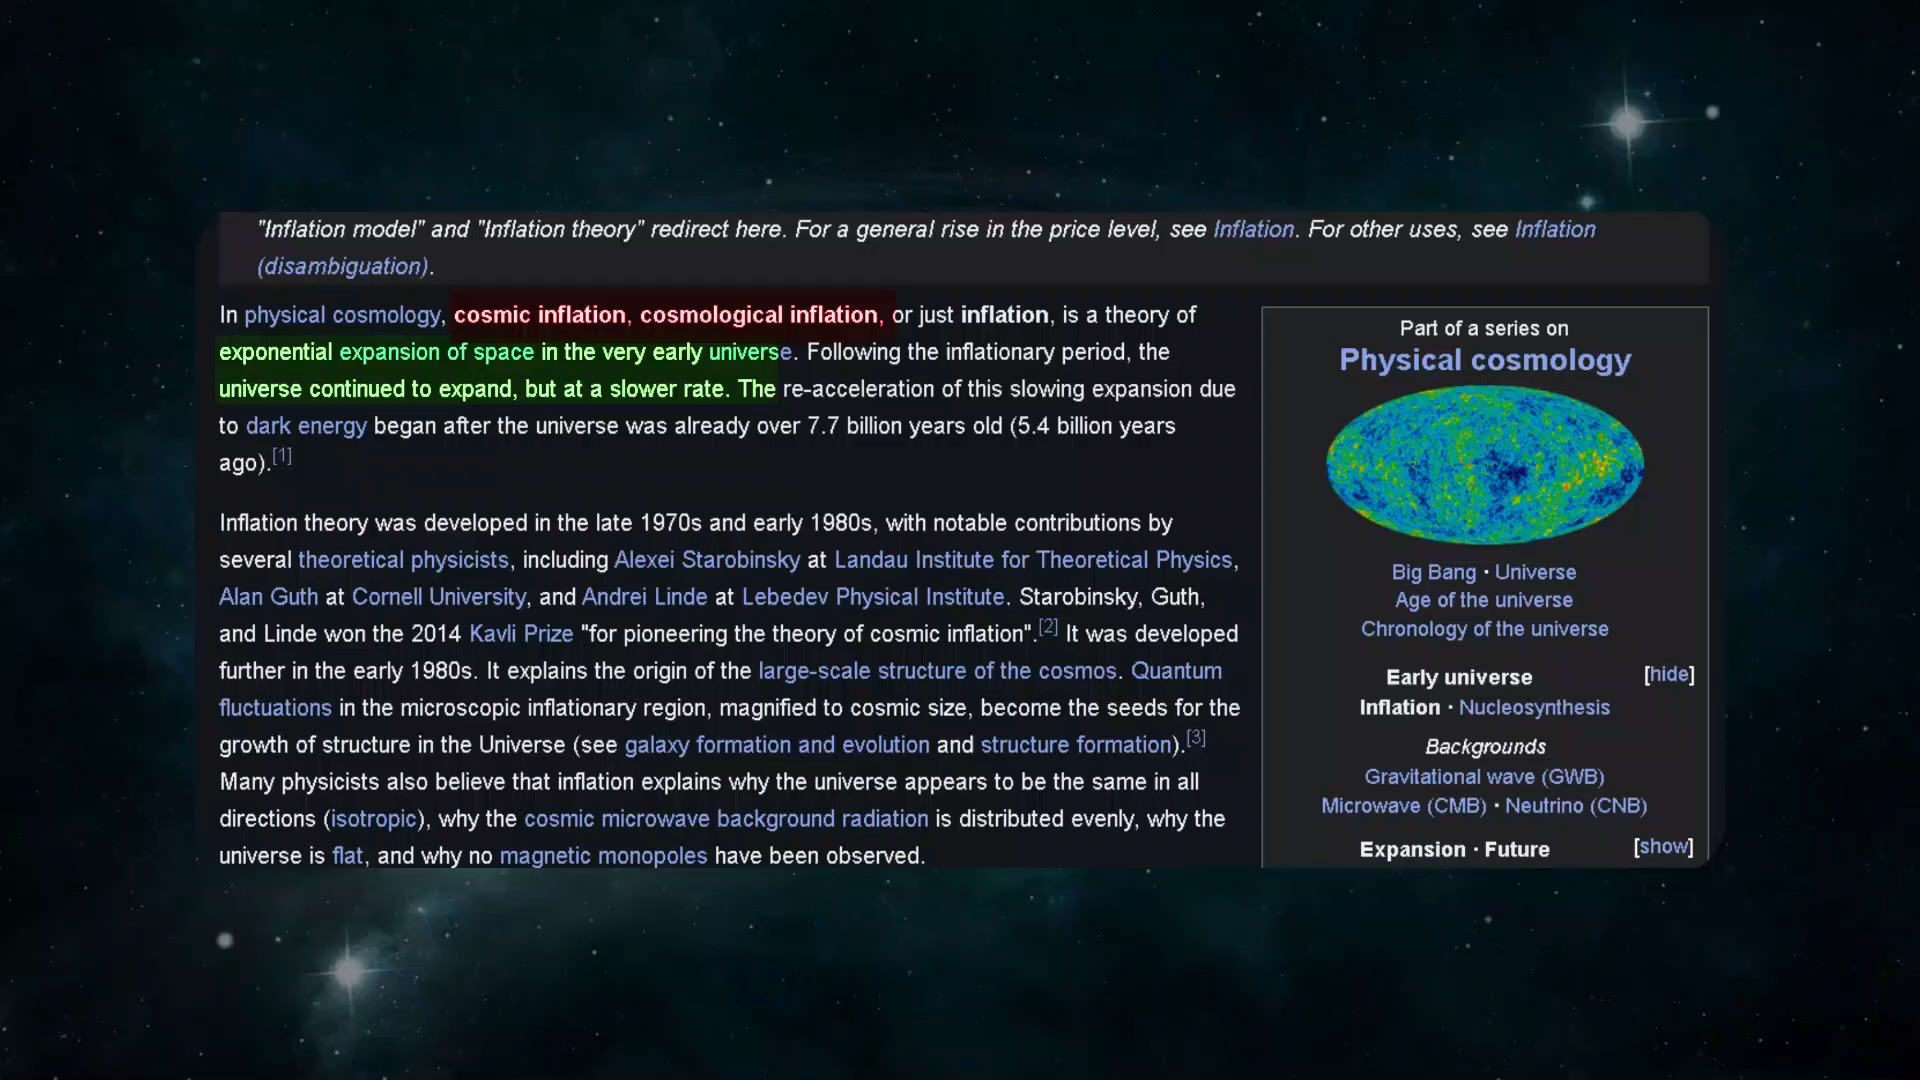 "Inflation model" and "Inflation theory" redirect here. For a general rise in the price level, see Inflation. For other uses, see Inflation
(disambiguation).
In physical cosmology, cosmic inflation, cosmological inflation, or just inflation, is a theory of
exponential expansion of space in the very early universe. Following the inflationary period, the
universe continued to expand, but at a slower rate. The re-acceleration of this slowing expansion due
to dark energy began after the universe was already over 7.7 billion years old (5.4 billion years
ago).[1]
Inflation theory was developed in the late 1970s and early 1980s, with notable contributions by
several theoretical physicists, including Alexei Starobinsky at Landau Institute for Theoretical Physics,
Alan Guth at Cornell University, and Andrei Linde at Lebedev Physical Institute. Starobinsky, Guth,
and Linde won the 2014 Kavli Prize "for pioneering the theory of cosmic inflation".[2] It was developed
further in the early 1980s. It explains the origin of the large-scale structure of the cosmos. Quantum
fluctuations in the microscopic inflationary region, magnified to cosmic size, become the seeds for the
growth of structure in the Universe (see galaxy formation and evolution and structure formation).[3]
Many physicists also believe that inflation explains why the universe appears to be the same in all
directions (isotropic), why the cosmic microwave background radiation is distributed evenly, why the
universe is flat, and why no magnetic monopoles have been observed.
Part of a series on
Physical cosmology
Big Bang · Universe
Age of the universe
Chronology of the universe
Early universe [hide]
Inflation · Nucleosynthesis
Backgrounds
Gravitational wave (GWB)
Microwave (CMB) · Neutrino (CNB)
Expansion · Future [show]